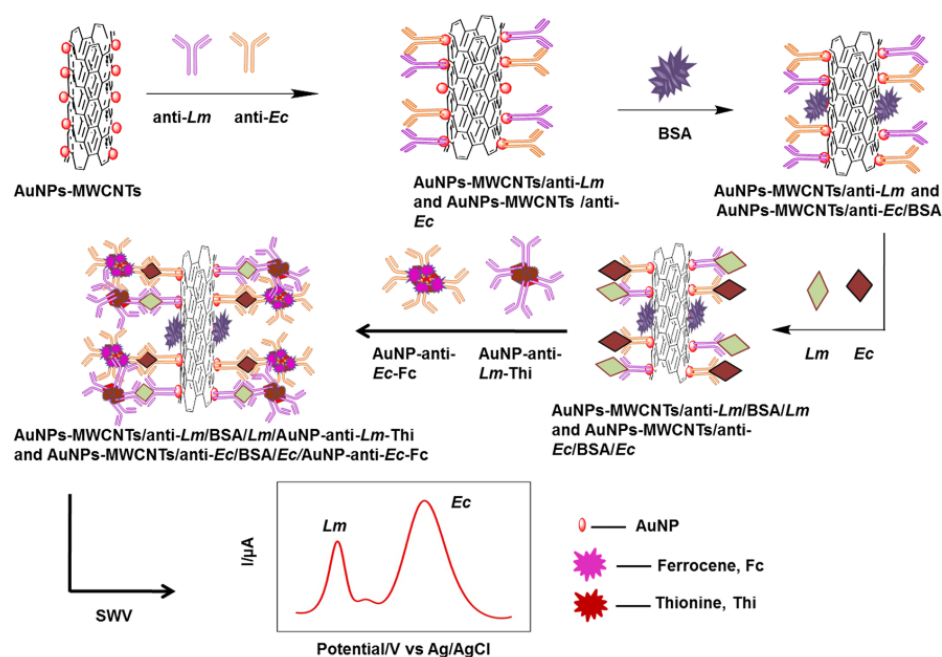 anti-Lm anti-Ec
AuNPs-MWCNTs
AuNPs-MWCNTs/anti-Lm
and AuNPs-MWCNTs /anti-
Ec
BSA
AuNPs-MWCNTs/anti-Lm and
AuNPs-MWCNTs/anti-Ec/BSA
Lm Ec
AuNPs-MWCNTs/anti-Lm/BSA/Lm
and AuNPs-MWCNTs/anti-
Ec/BSA/Ec
AuNP-anti-
Ec-Fc
AuNP-anti-
Lm-Thi
AuNPs-MWCNTs/anti-Lm/BSA/Lm/AuNP-anti-Lm-Thi
and AuNPs-MWCNTs/anti-Ec/BSA/Ec/AuNP-anti-Ec-Fc
SWV
I/µA
Lm
Ec
Potential/V vs Ag/AgCl
AuNP
Ferrocene, Fc
Thionine, Thi